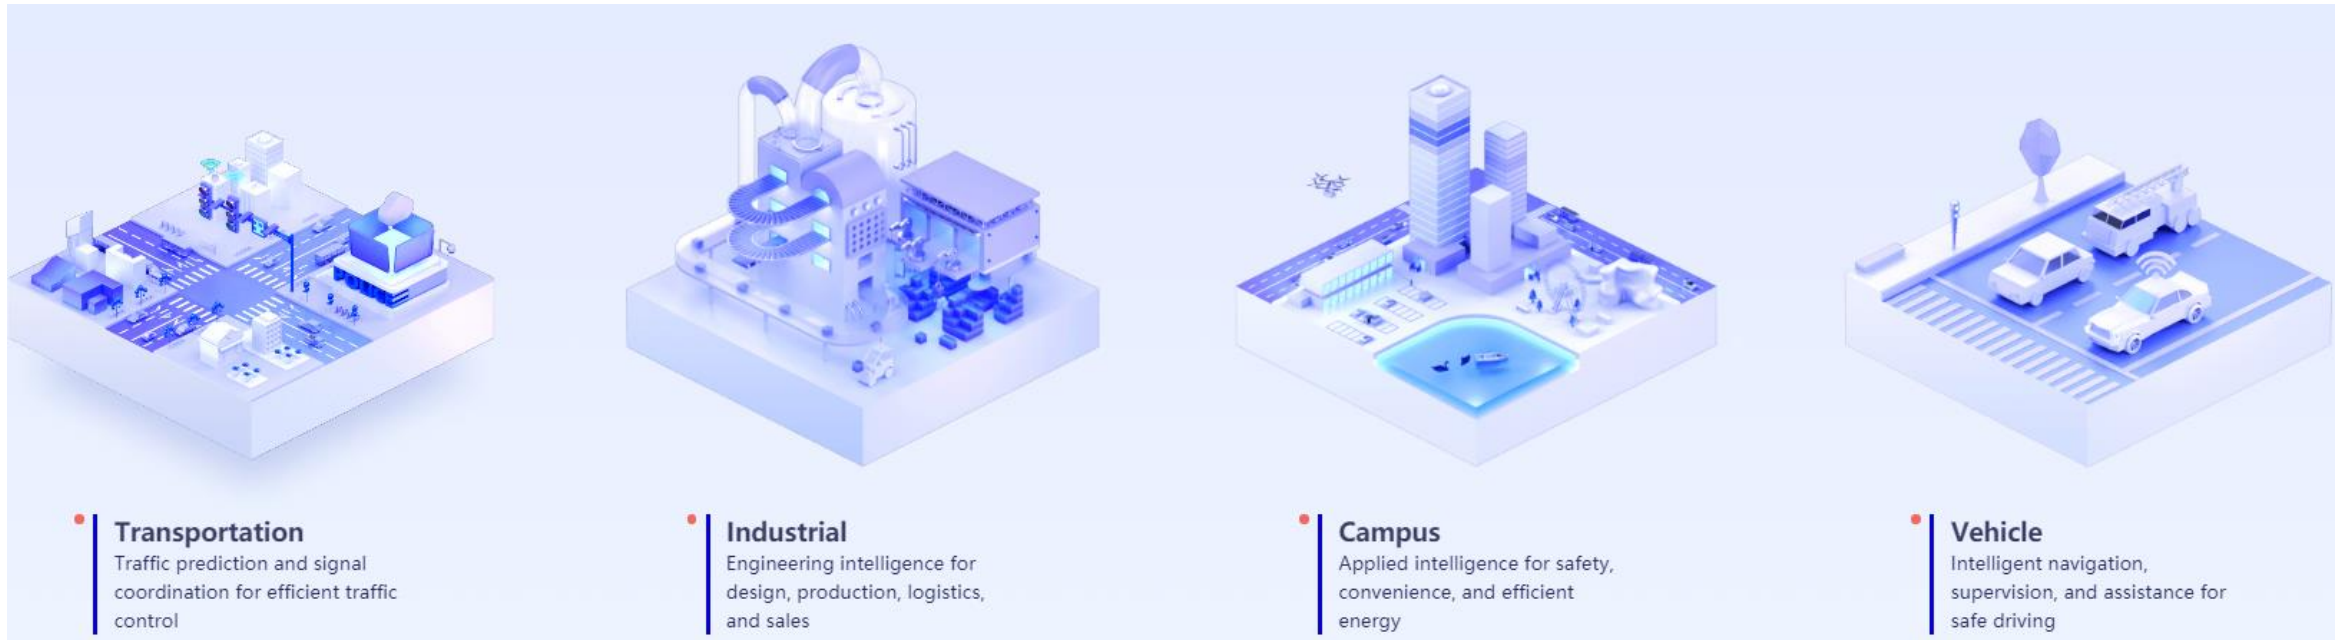 Transportation
Traffic prediction and signal
coordination for efficient traffic
control
Industrial
Engineering intelligence for
design, production, logistics,
and sales
Campus
Applied intelligence for safety,
convenience, and efficient
energy
Vehicle
Intelligent navigation,
supervision, and assistance for
safe driving